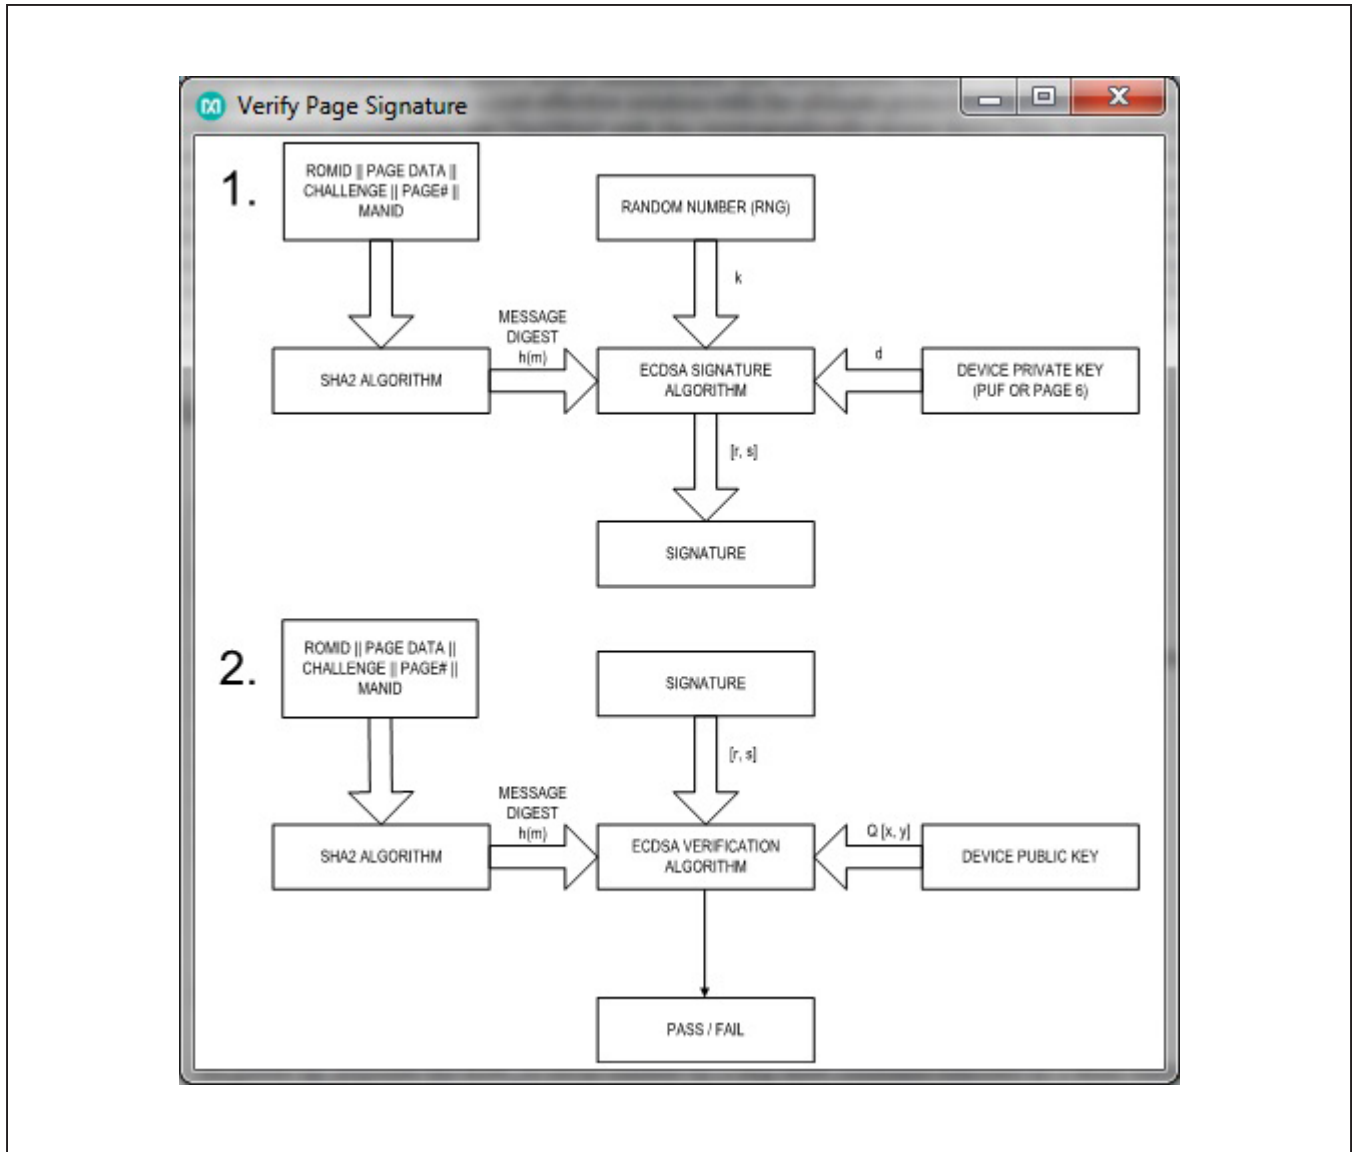 Verify Page Signature
1.
ROMID || PAGE DATA ||
CHALLENGE || PAGE# ||
MANID
RANDOM NUMBER (RNG)
k
MESSAGE
DIGEST
h(m)
SHA2 ALGORITHM
ECDSA SIGNATURE
ALGORITHM
d
DEVICE PRIVATE KEY
(PUF OR PAGE 6)
[r, s]
SIGNATURE
2.
ROMID || PAGE DATA ||
CHALLENGE || PAGE# ||
MANID
SIGNATURE
[r, s]
MESSAGE
DIGEST
h(m)
SHA2 ALGORITHM
ECDSA VERIFICATION
ALGORITHM
Q [x, y]
DEVICE PUBLIC KEY
PASS / FAIL